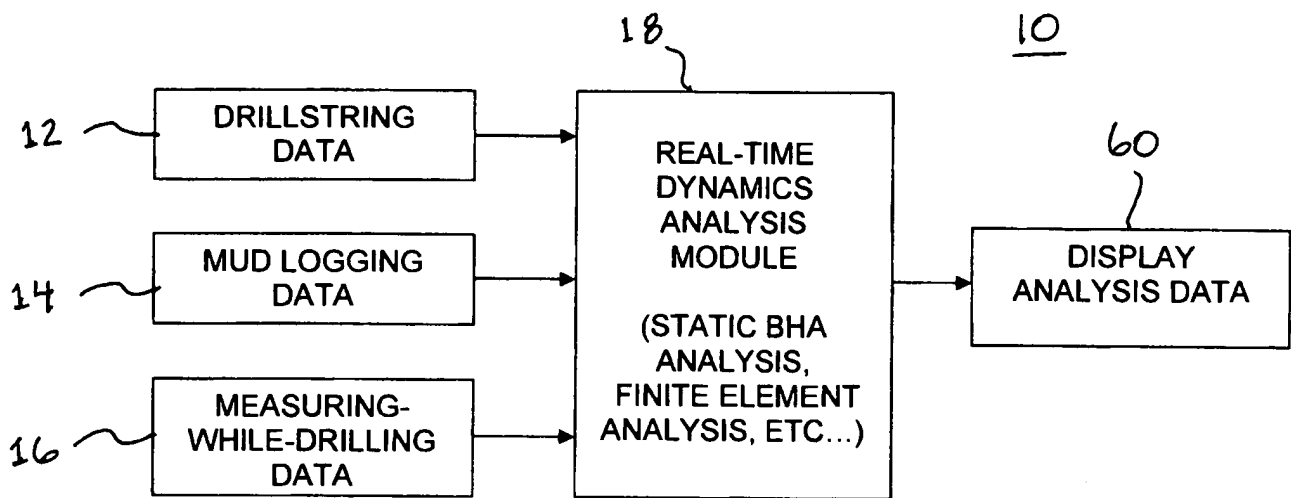 10
18
12
DRILLSTRING
DATA
14
MUD LOGGING
DATA
16
MEASURING-
WHILE-DRILLING
DATA
REAL-TIME
DYNAMICS
ANALYSIS
MODULE
(STATIC BHA
ANALYSIS,
FINITE ELEMENT
ANALYSIS, ETC...)
60
DISPLAY
ANALYSIS DATA